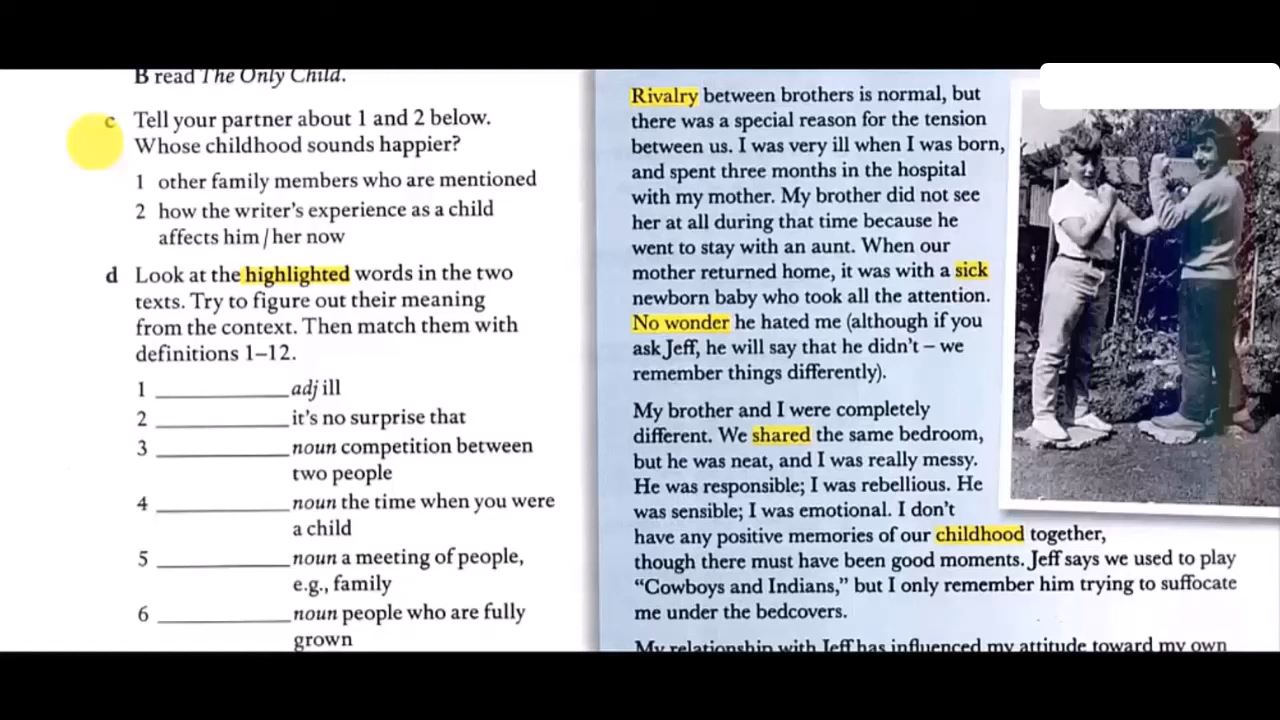 B read The Only Child.
c Tell your partner about 1 and 2 below.
Whose childhood sounds happier?
1 other family members who are mentioned
2 how the writer's experience as a child
affects him/her now
d Look at the highlighted words in the two
texts. Try to figure out their meaning
from the context. Then match them with
definitions 1–12.
1 ____________ adj ill
2 ____________ it's no surprise that
3 ____________ noun competition between
two people
4 ____________ noun the time when you were
a child
5 ____________ noun a meeting of people,
e.g., family
6 ____________ noun people who are fully
grown
Rivalry between brothers is normal, but
there was a special reason for the tension
between us. I was very ill when I was born,
and spent three months in the hospital
with my mother. My brother did not see
her at all during that time because he
went to stay with an aunt. When our
mother returned home, it was with a sick
newborn baby who took all the attention.
No wonder he hated me (although if you
ask Jeff, he will say that he didn't – we
remember things differently).
My brother and I were completely
different. We shared the same bedroom,
but he was neat, and I was really messy.
He was responsible; I was rebellious. He
was sensible; I was emotional. I don't
have any positive memories of our childhood together,
though there must have been good moments. Jeff says we used to play
“Cowboys and Indians,” but I only remember him trying to suffocate
me under the bedcovers.
My relationship with Jeff has influenced my attitude toward my own